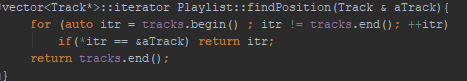 vector<Track*>::iterator Playlist::findPosition(Track & aTrack){
for (auto itr = tracks.begin() ; itr != tracks.end(); ++itr)
if(*itr == &aTrack) return itr;
return tracks.end();
}